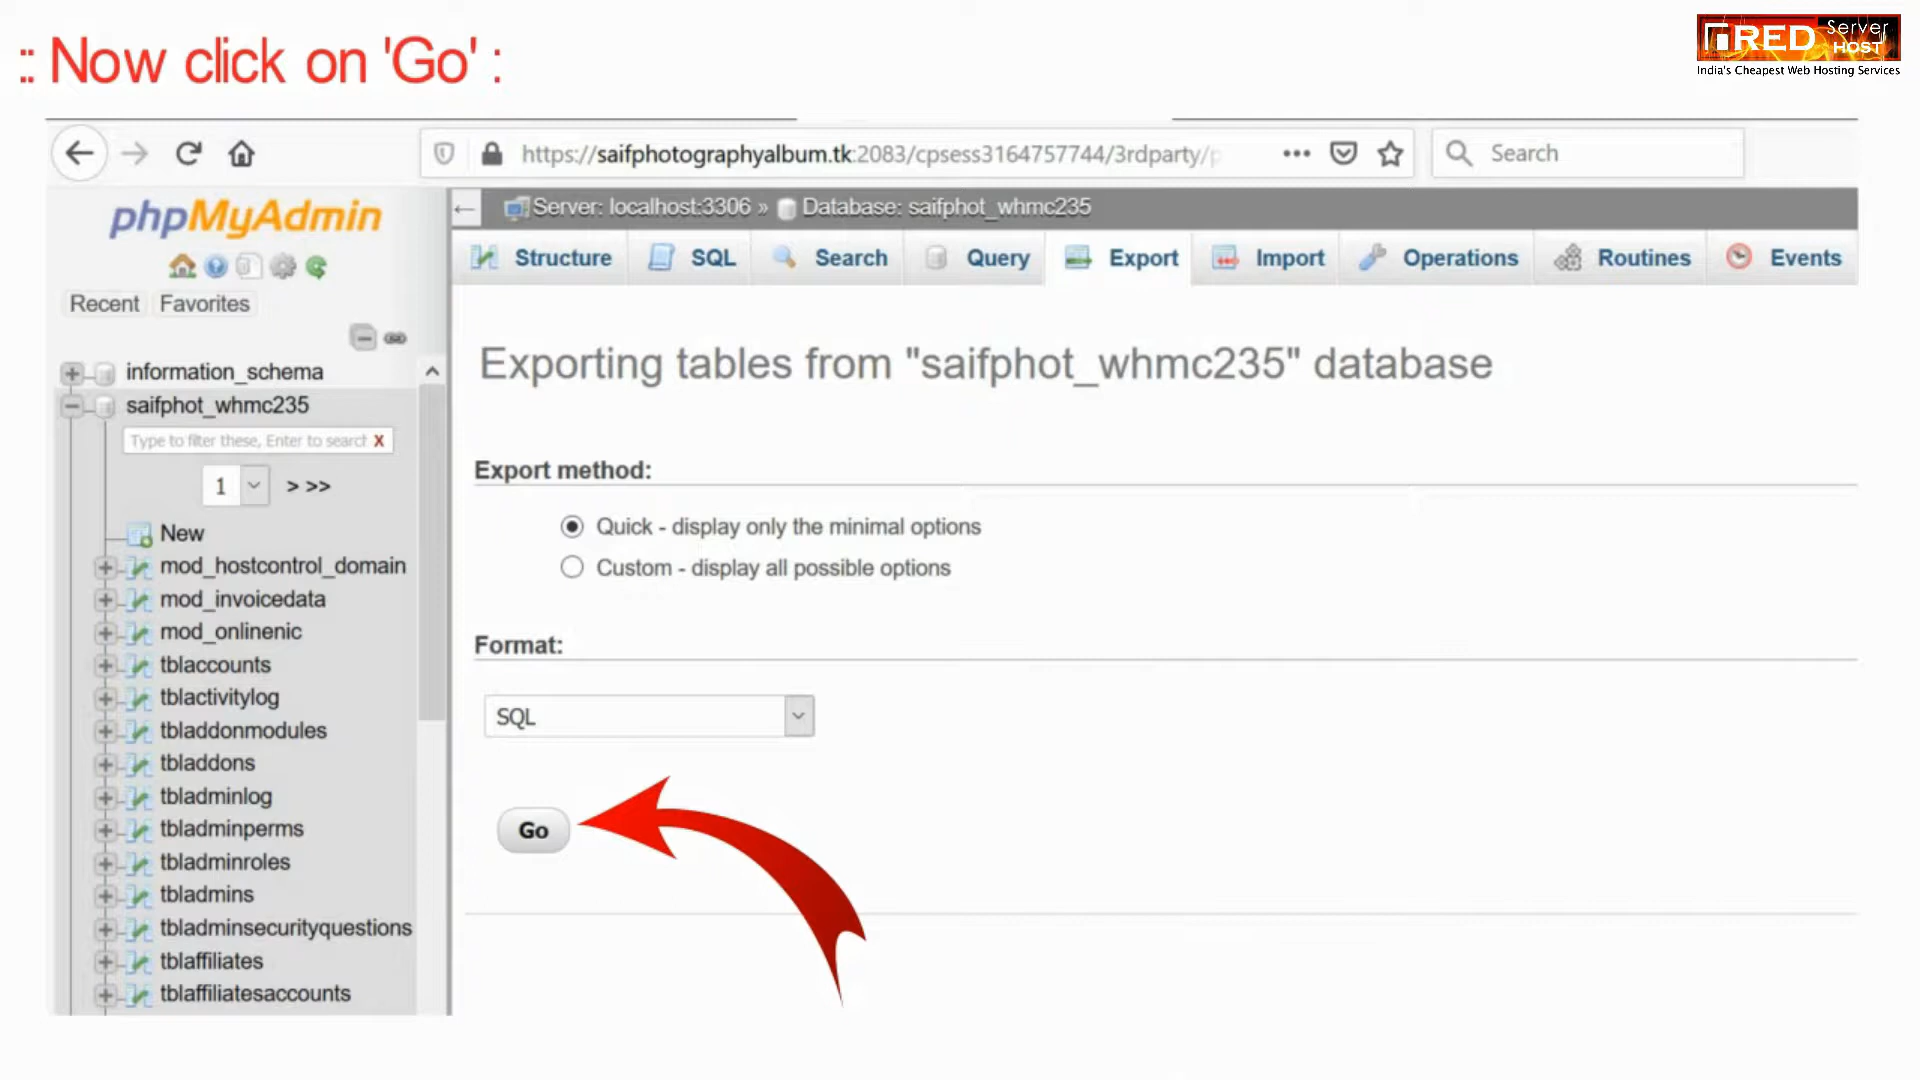 :: Now click on 'Go' :
RED Server HOST
India's Cheapest Web Hosting Services
https://saifphotographyalbum.tk:2083/cpsess3164757744/3rdparty/p
Search
phpMyAdmin
Recent Favorites
information_schema
saifphot_whmc235
Type to filter these, Enter to search X
1 > >>
New
mod_hostcontrol_domain
mod_invoicedata
mod_onlinenic
tblaccounts
tblactivitylog
tbladdonmodules
tbladdons
tbladminlog
tbladminperms
tbladminroles
tbladmins
tbladminsecurityquestions
tblaffiliates
tblaffiliatesaccounts
Server: localhost:3306 » Database: saifphot_whmc235
Structure SQL Search Query Export Import Operations Routines Events
Exporting tables from "saifphot_whmc235" database
Export method:
Quick - display only the minimal options
Custom - display all possible options
Format:
SQL
Go